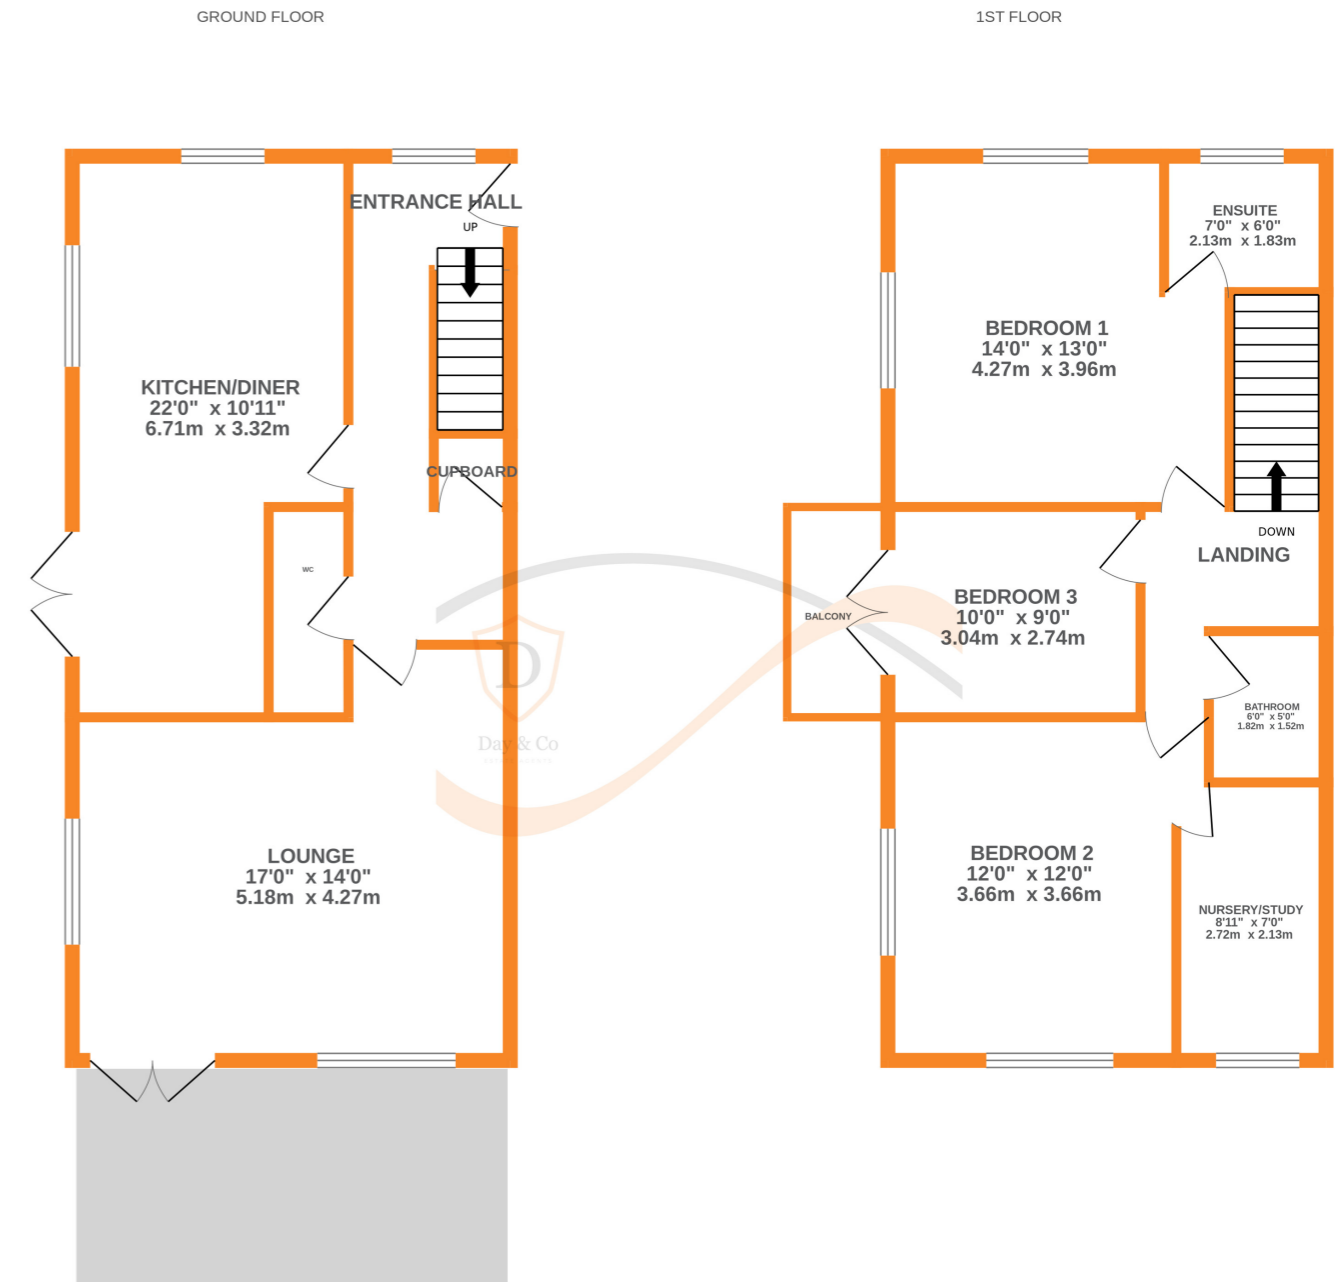 GROUND FLOOR
1ST FLOOR
ENTRANCE HALL
UP
KITCHEN/DINER
22'0" x 10'11"
6.71m x 3.32m
CUPBOARD
WC
LOUNGE
17'0" x 14'0"
5.18m x 4.27m
Day & Co
D
ENSUITE
7'0" x 6'0"
2.13m x 1.83m
BEDROOM 1
14'0" x 13'0"
4.27m x 3.96m
DOWN
LANDING
BALCONY
BEDROOM 3
10'0" x 9'0"
3.04m x 2.74m
BATHROOM
6'0" x 5'0"
1.82m x 1.52m
BEDROOM 2
12'0" x 12'0"
3.66m x 3.66m
NURSERY/STUDY
8'11" x 7'0"
2.72m x 2.13m